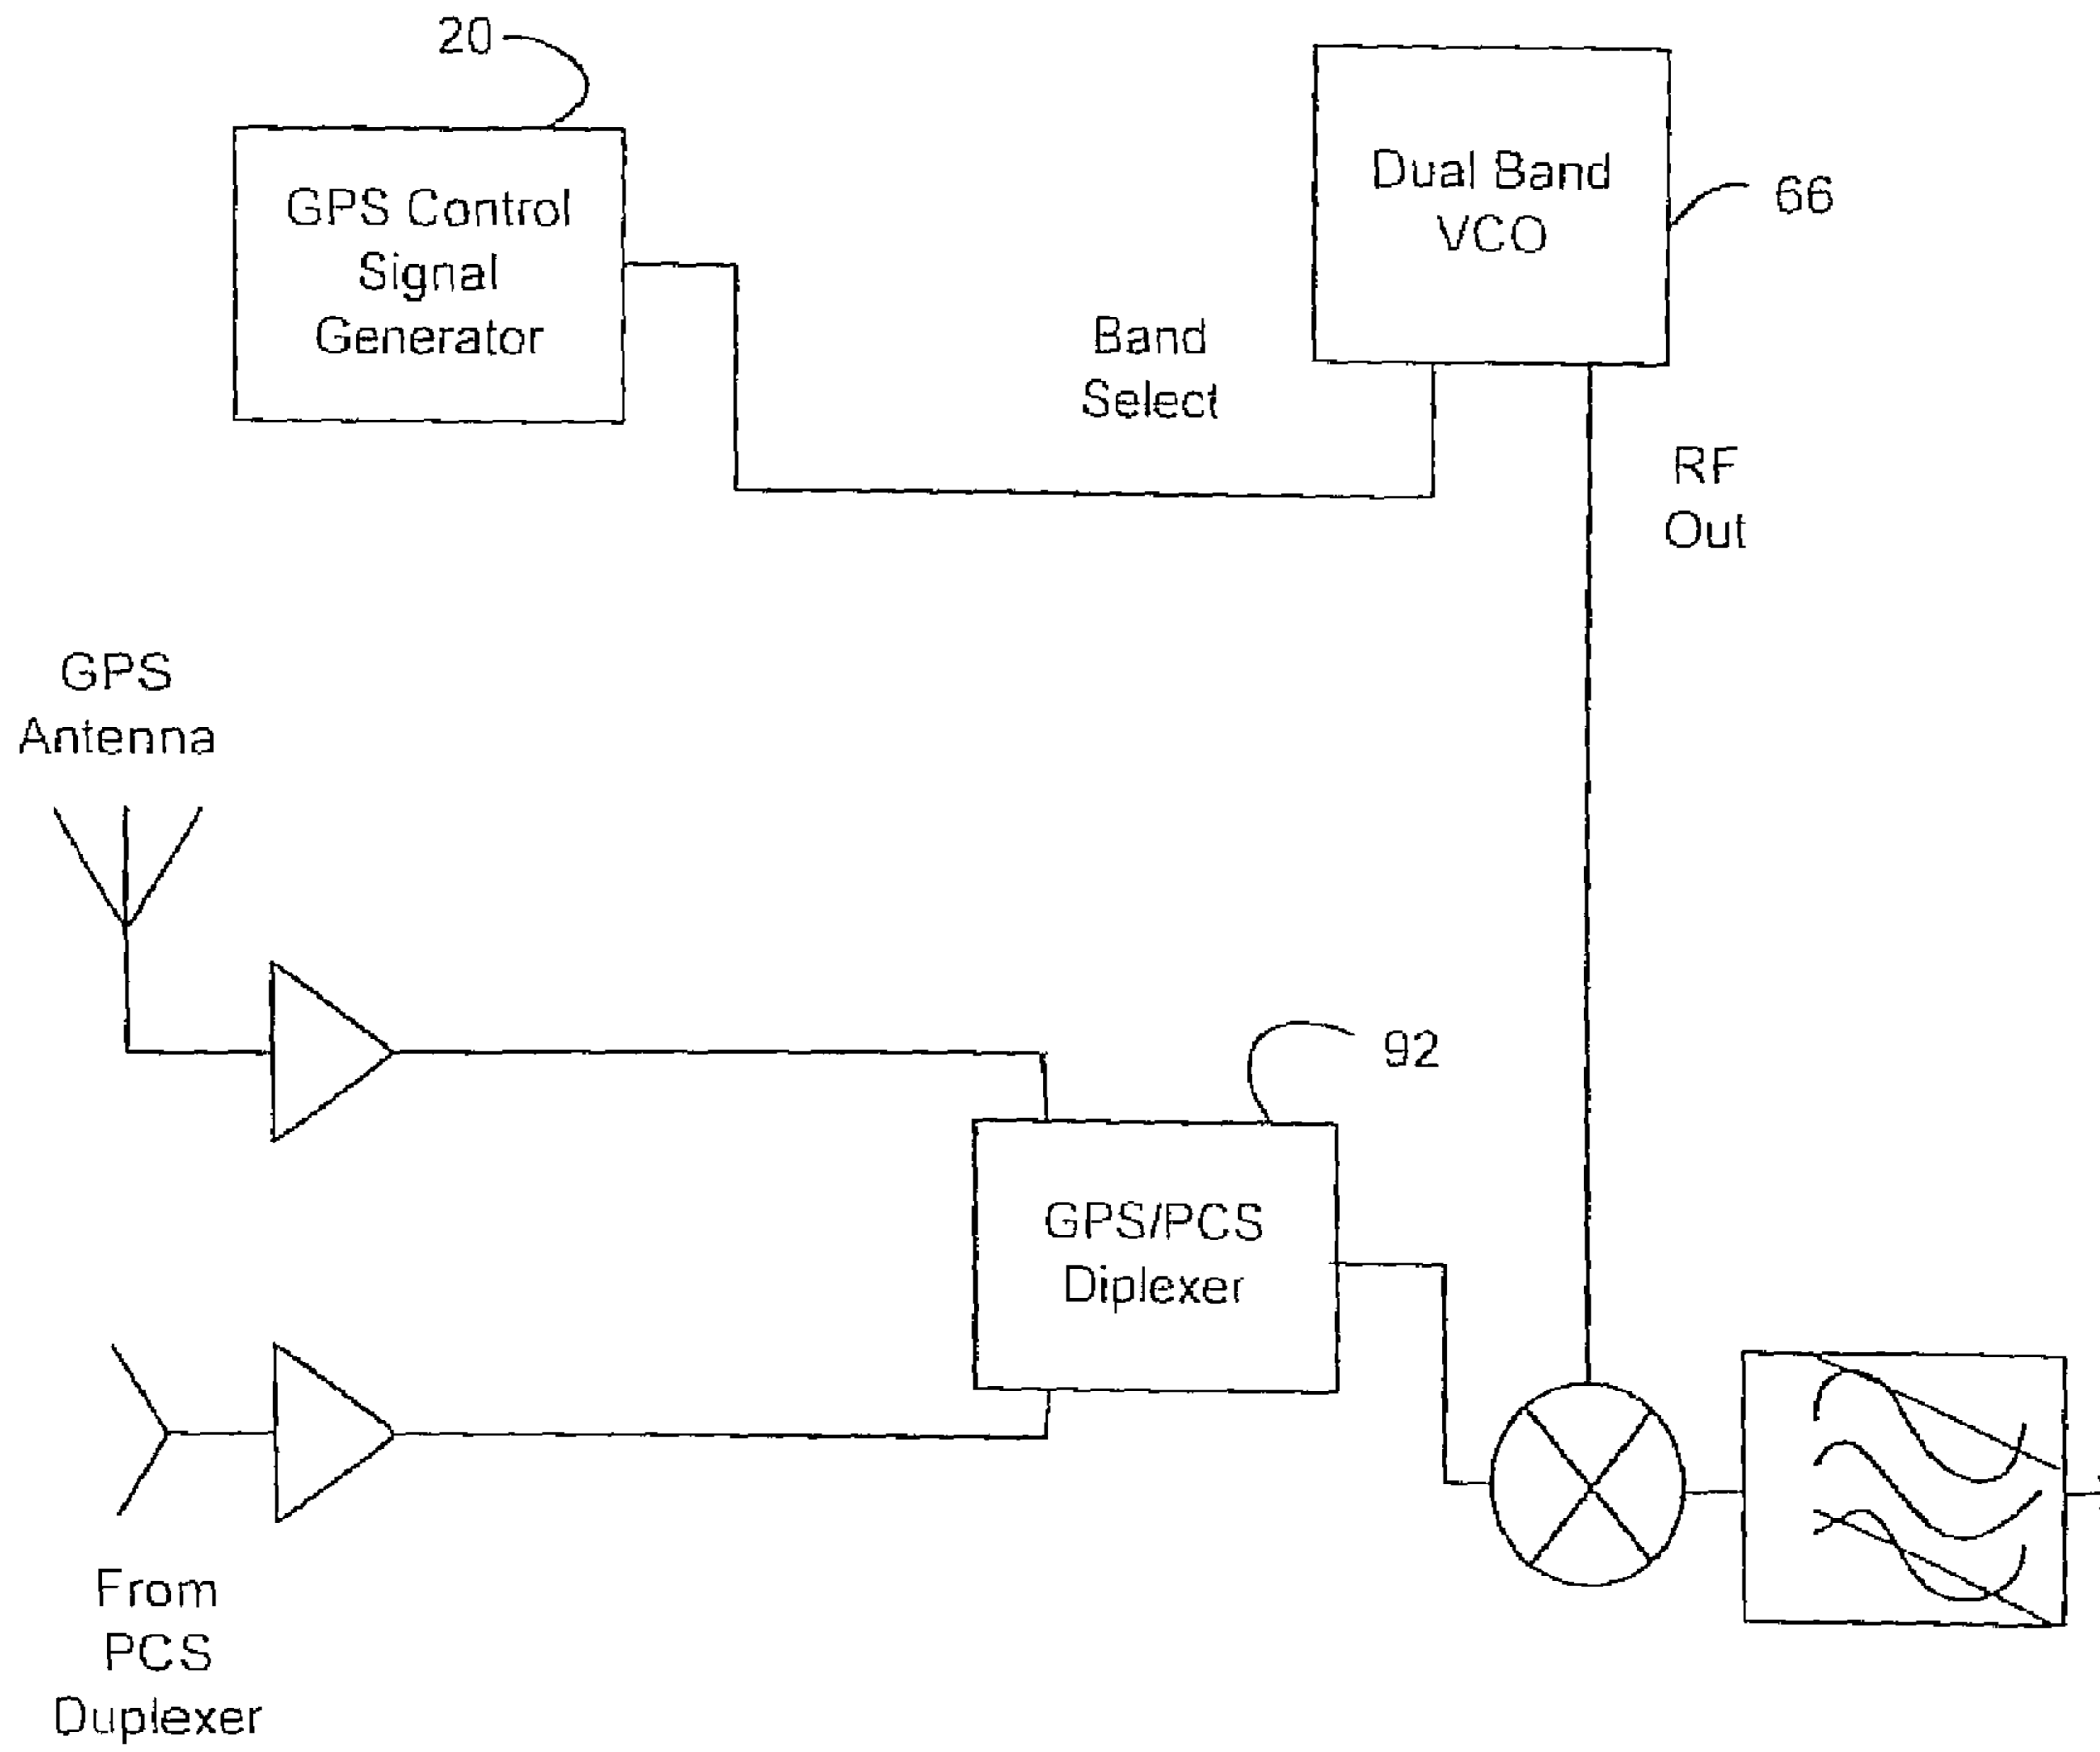 20
GPS Control
Signal
Generator
Dual Band
VCO
66
Band
Select
RF
Out
GPS
Antenna
92
GPS/PCS
Diplexer
From
PCS
Duplexer